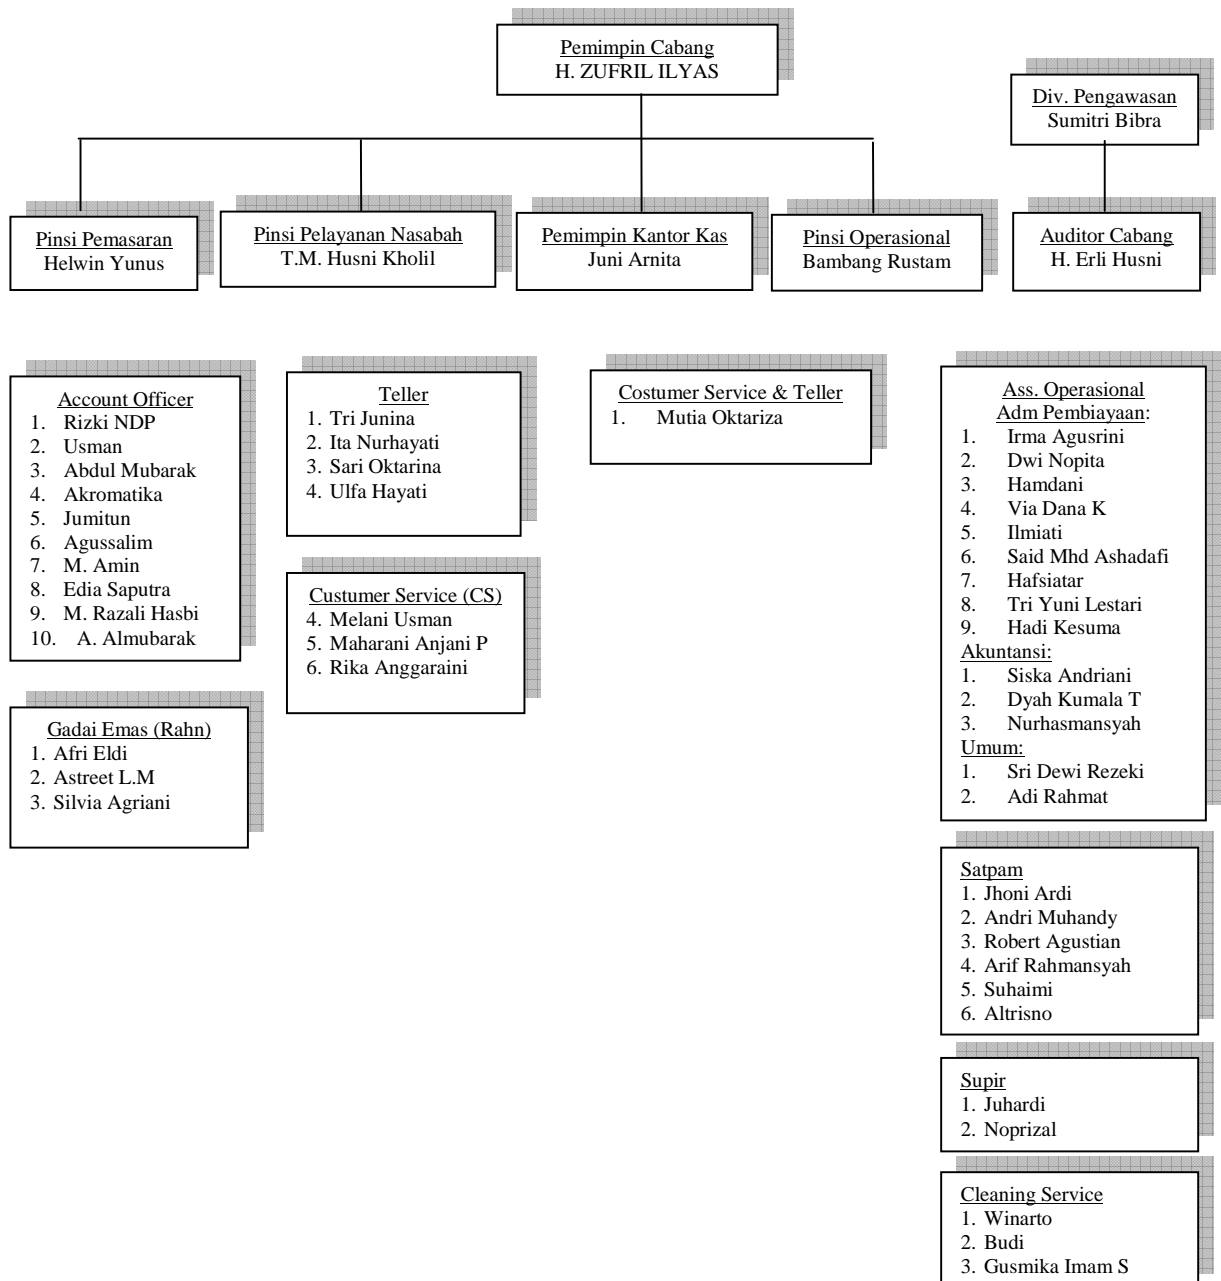 Pemimpin Cabang
H. ZUFRIL ILYAS
Div. Pengawasan
Sumitri Bibra
Pinsi Pemasaran
Helwin Yunus
Pinsi Pelayanan Nasabah
T.M. Husni Kholil
Pemimpin Kantor Kas
Juni Arnita
Pinsi Operasional
Bambang Rustam
Auditor Cabang
H. Erli Husni
Account Officer
1. Rizki NDP
2. Usman
3. Abdul Mubarak
4. Akromatika
5. Jumitun
6. Agussalim
7. M. Amin
8. Edia Saputra
9. M. Razali Hasbi
10. A. Almubarak
Gadai Emas (Rahn)
1. Afri Eldi
2. Astreet L.M
3. Silvia Agriani
Teller
1. Tri Junina
2. Ita Nurhayati
3. Sari Oktarina
4. Ulfa Hayati
Custumer Service (CS)
4. Melani Usman
5. Maharani Anjani P
6. Rika Anggaraini
Costumer Service & Teller
1. Mutia Oktariza
Ass. Operasional
Adm Pembiayaan:
1. Irma Agusrini
2. Dwi Nopita
3. Hamdani
4. Via Dana K
5. Ilmiati
6. Said Mhd Ashadafi
7. Hafsiatar
8. Tri Yuni Lestari
9. Hadi Kesuma
Akuntansi:
1. Siska Andriani
2. Dyah Kumala T
3. Nurhasmansyah
Umum:
1. Sri Dewi Rezeki
2. Adi Rahmat
Satpam
1. Jhoni Ardi
2. Andri Muhandy
3. Robert Agustian
4. Arif Rahmansyah
5. Suhaimi
6. Altrisno
Supir
1. Juhardi
2. Noprizal
Cleaning Service
1. Winarto
2. Budi
3. Gusmika Imam S